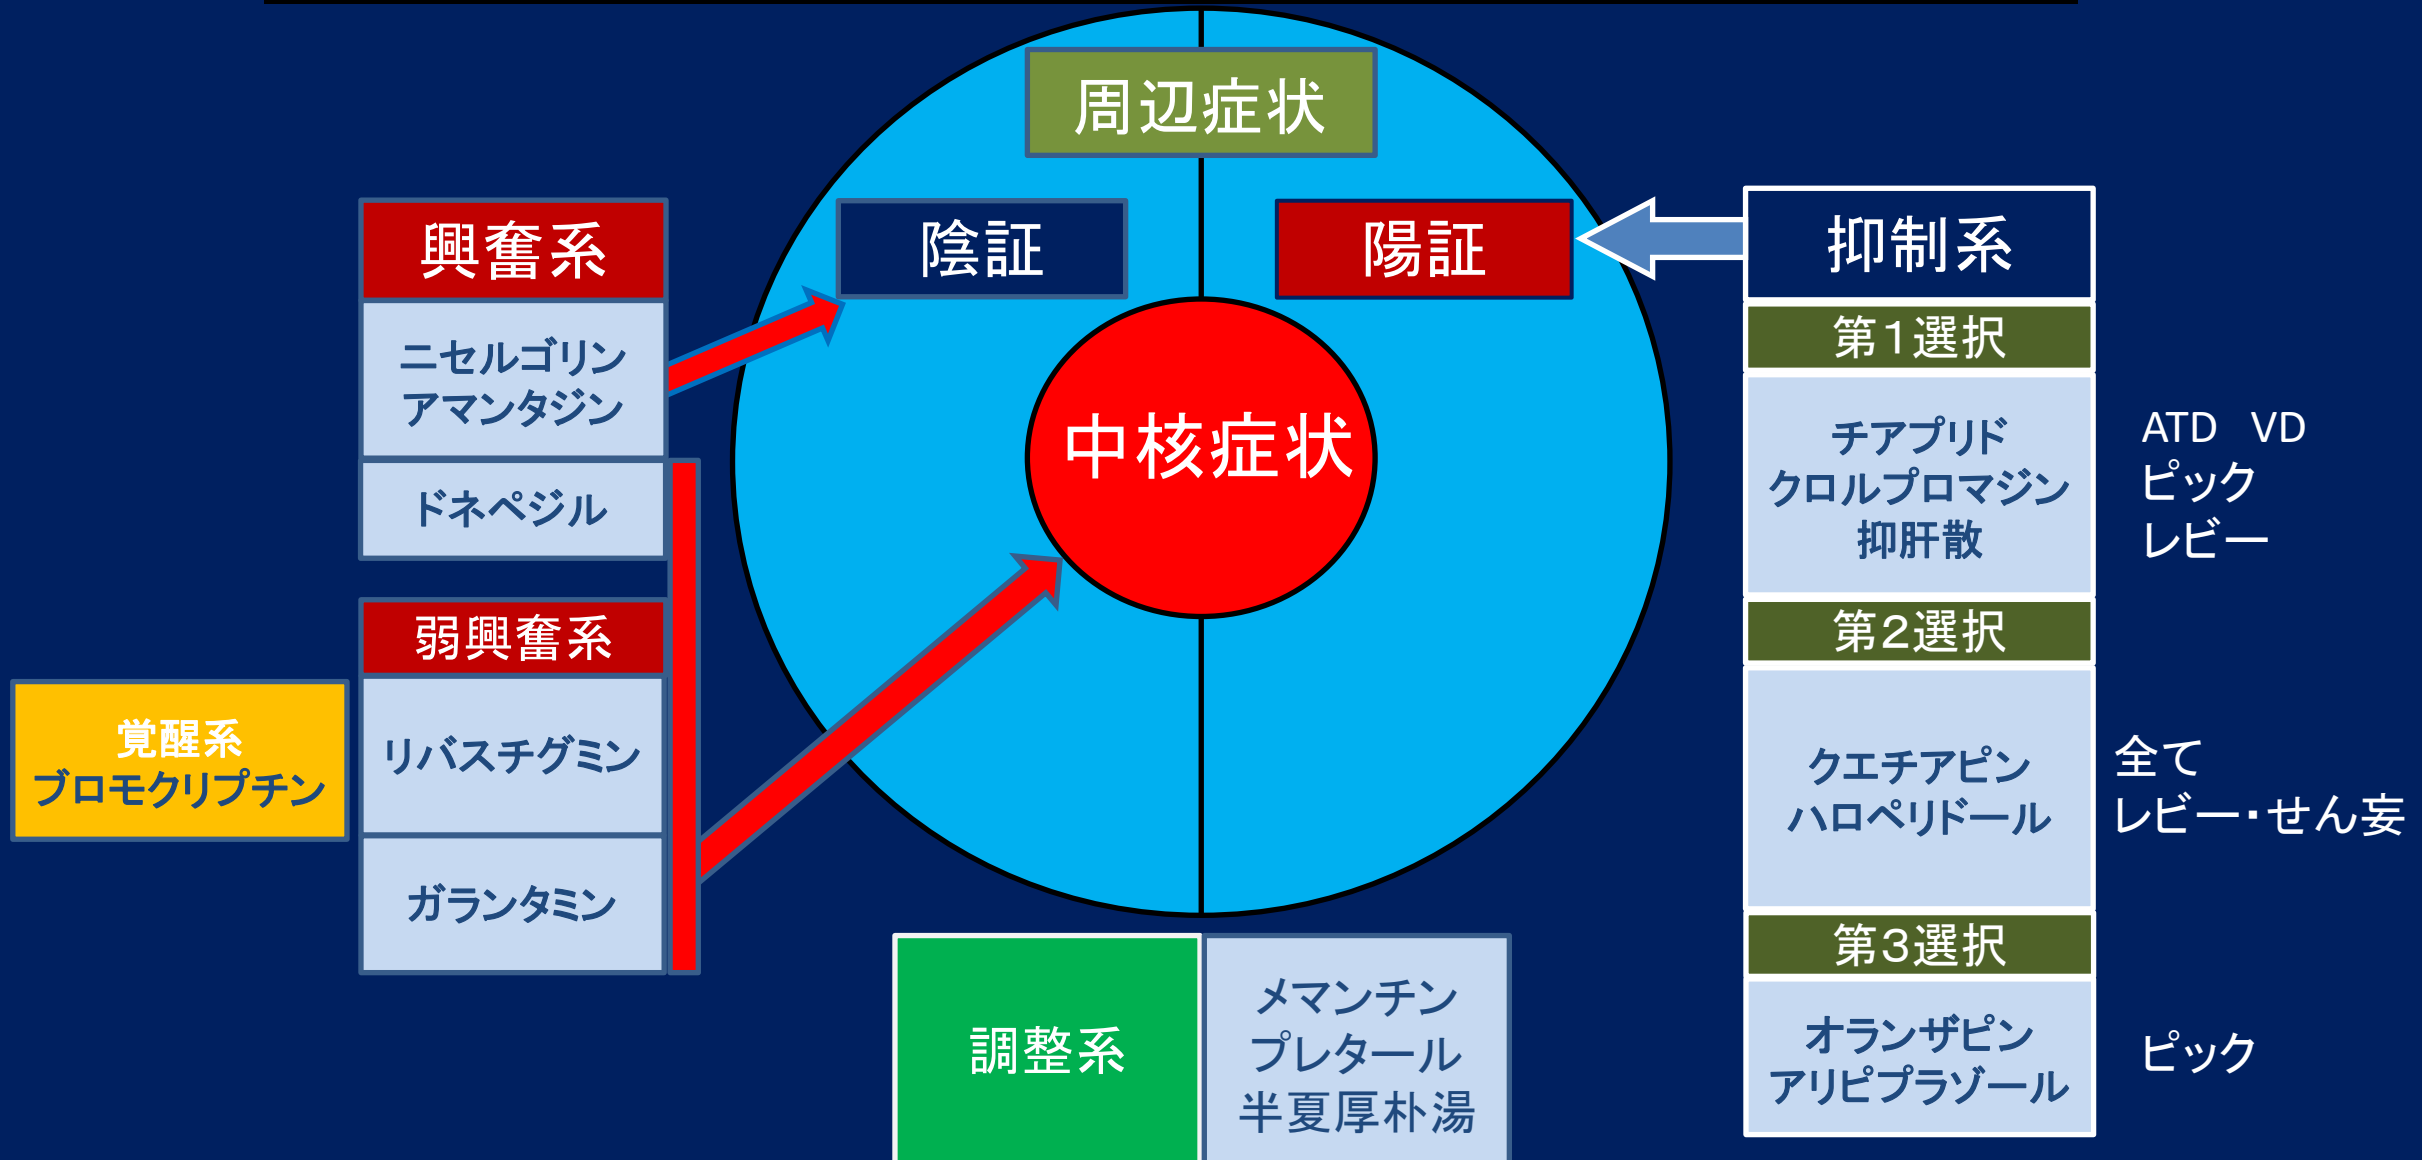 周辺症状
陰証
陽証
中核症状
興奮系
ニセルゴリン
アマンタジン
ドネペジル
弱興奮系
リバスチグミン
ガランタミン
覚醒系
ブロモクリプチン
調整系
メマンチン
プレタール
半夏厚朴湯
抑制系
第1選択
チアプリド
クロルプロマジン
抑肝散
ATD VD
ピック
レビー
第2選択
クエチアピン
ハロペリドール
全て
レビー・せん妄
第3選択
オランザピン
アリピプラゾール
ピック